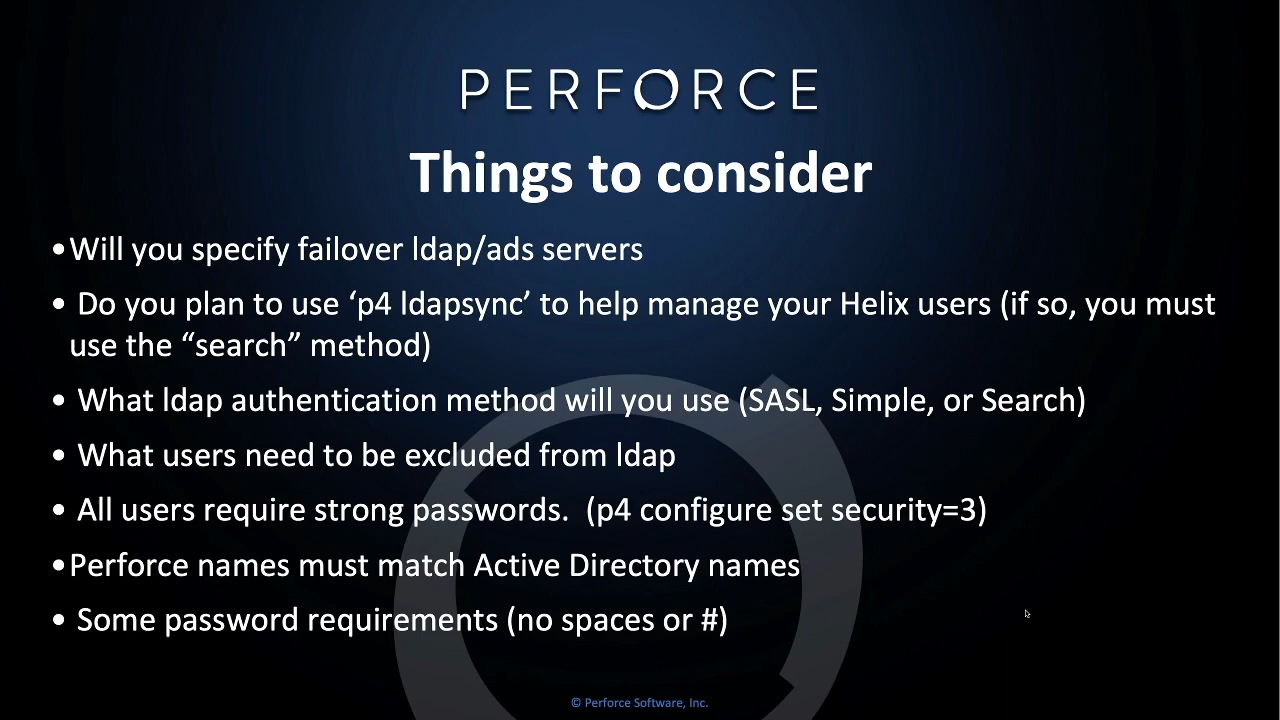 PERFORCE
Things to consider
•Will you specify failover ldap/ads servers
• Do you plan to use ‘p4 ldapsync’ to help manage your Helix users (if so, you must
use the “search” method)
• What ldap authentication method will you use (SASL, Simple, or Search)
• What users need to be excluded from ldap
• All users require strong passwords.  (p4 configure set security=3)
•Perforce names must match Active Directory names
• Some password requirements (no spaces or #)
© Perforce Software, Inc.